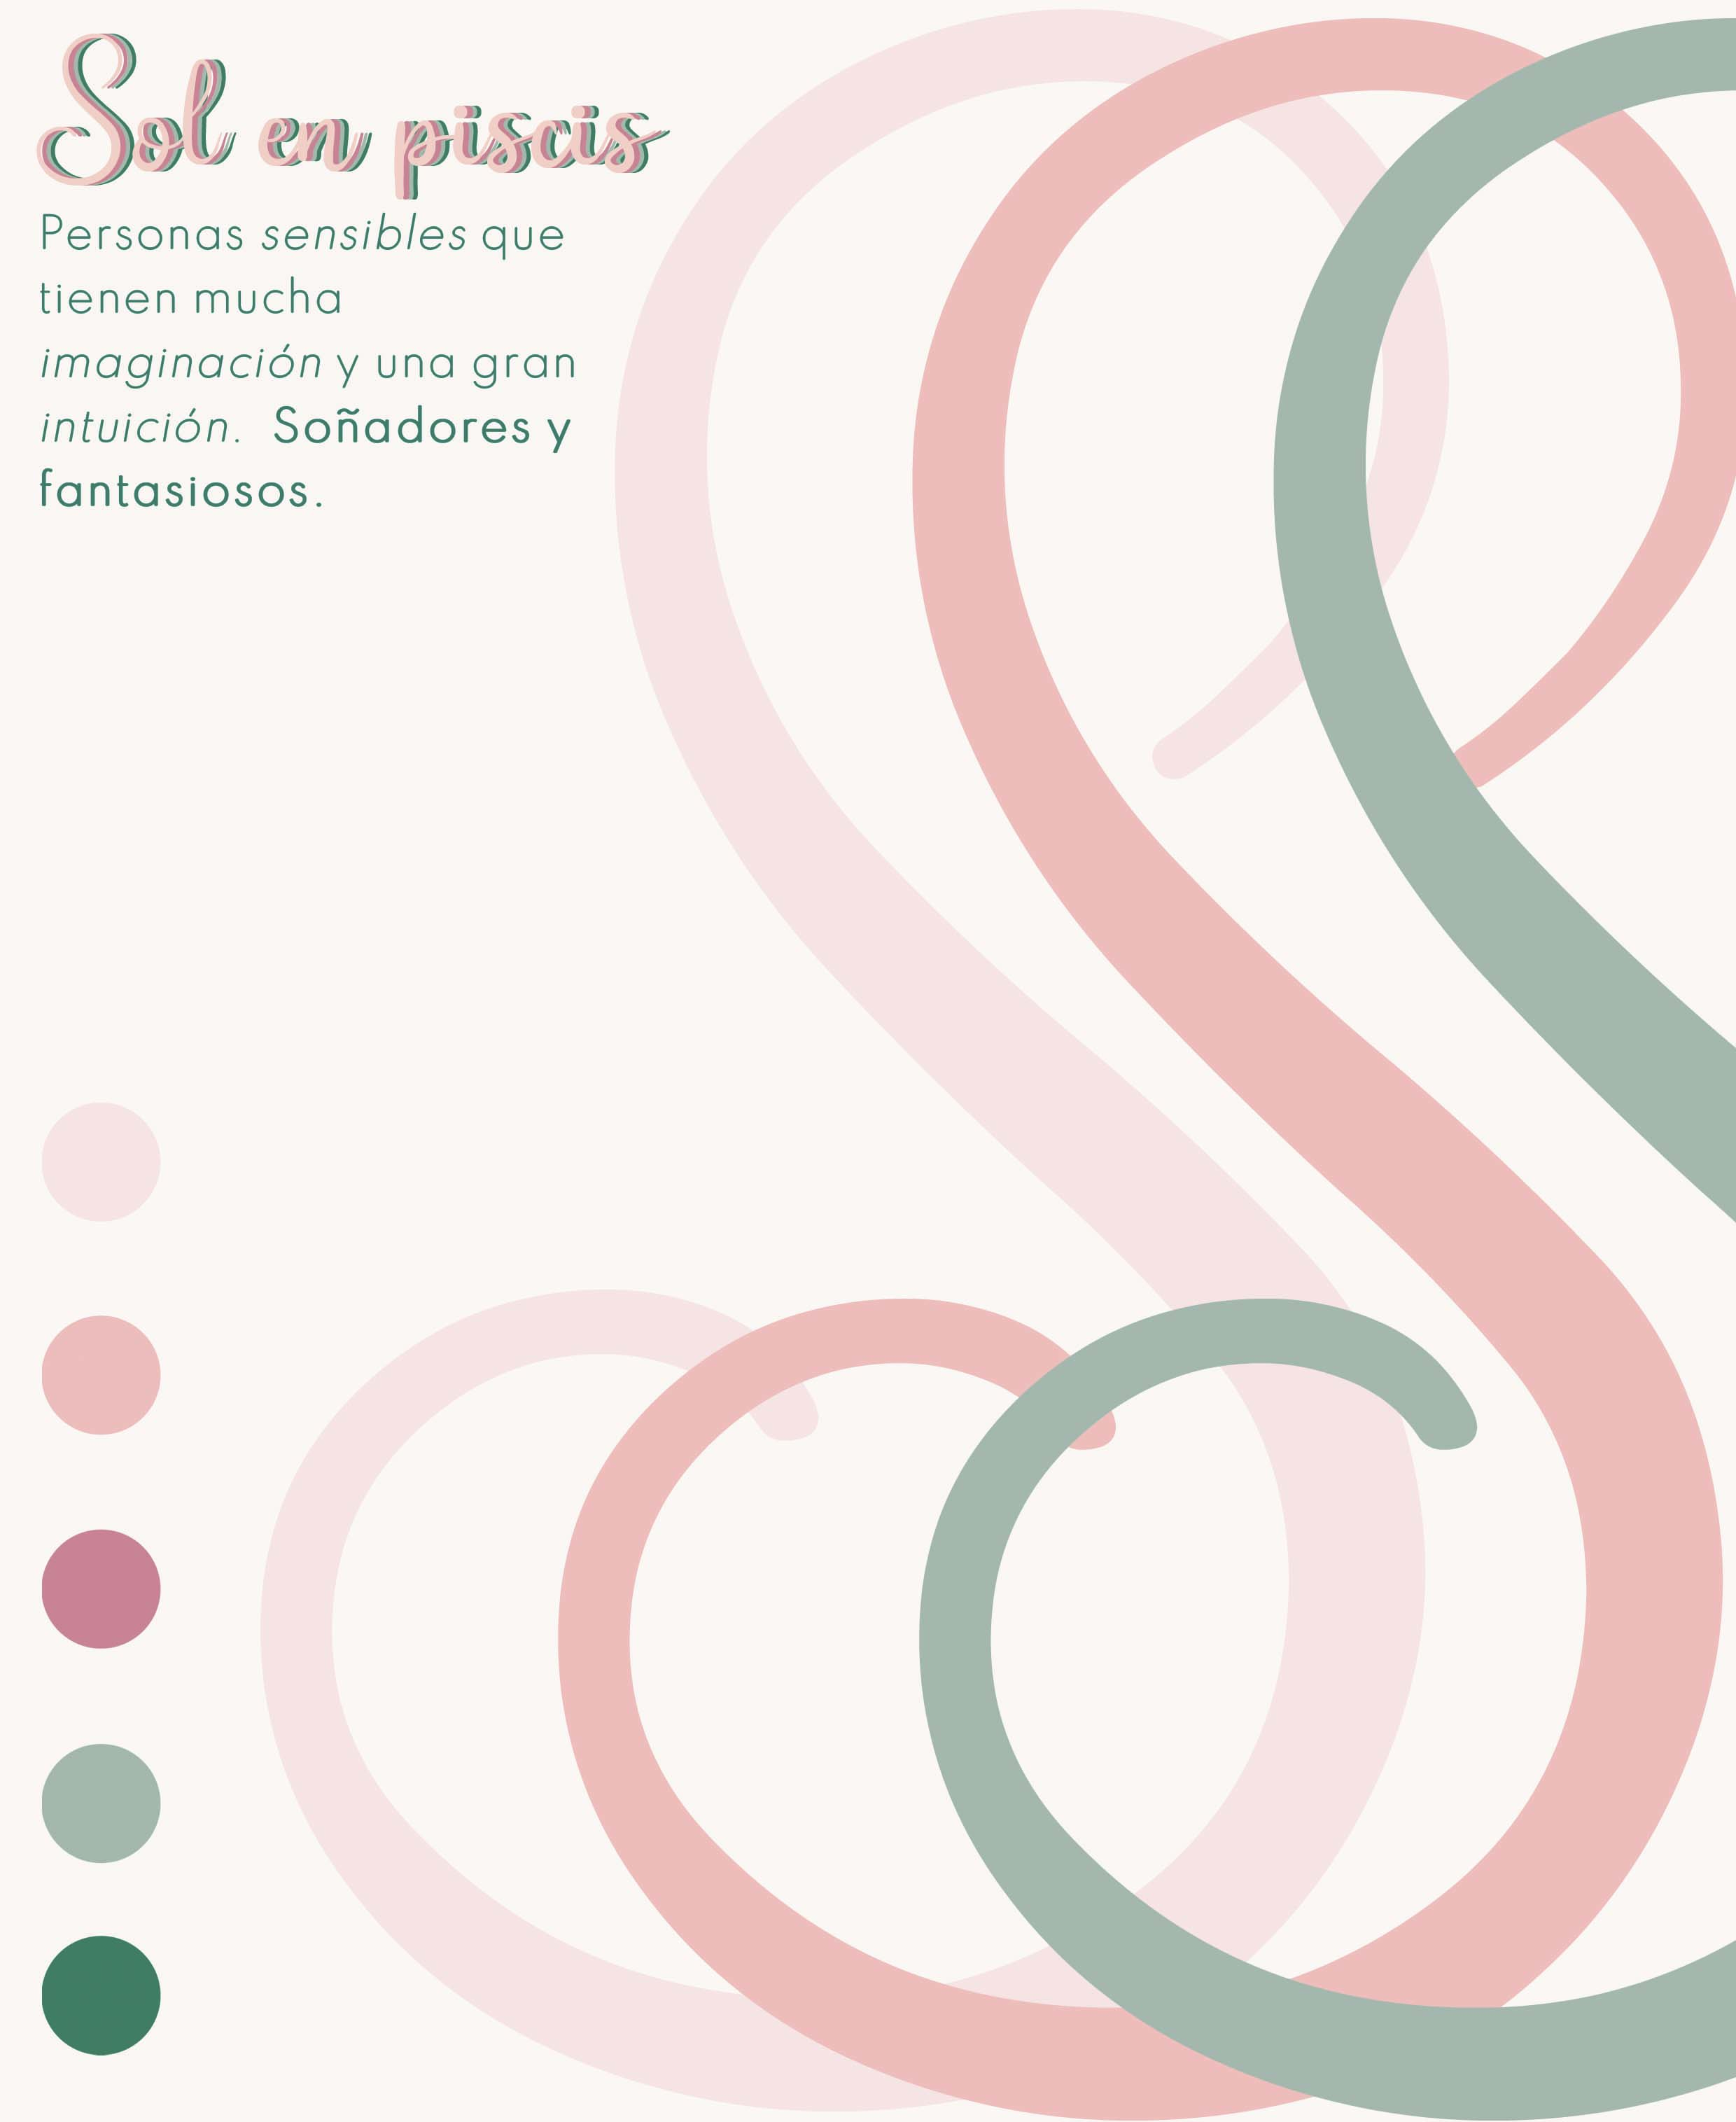 Sol en piscis
Personas sensibles que
tienen mucha
imaginación y una gran
intuición. Soñadores y
fantasiosos.